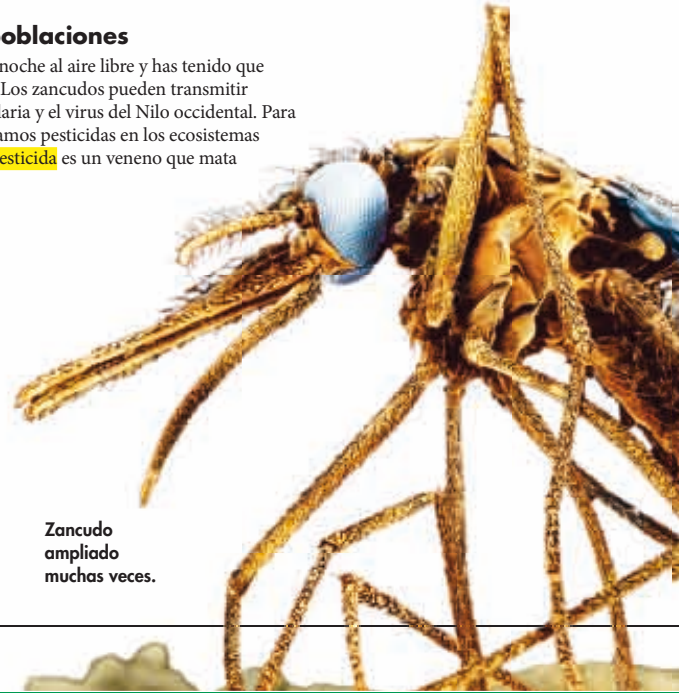 oblaciones
noche al aire libre y has tenido que
Los zancudos pueden transmitir
laria y el virus del Nilo occidental. Para
amos pesticidas en los ecosistemas
esticida es un veneno que mata
Zancudo
ampliado
muchas veces.